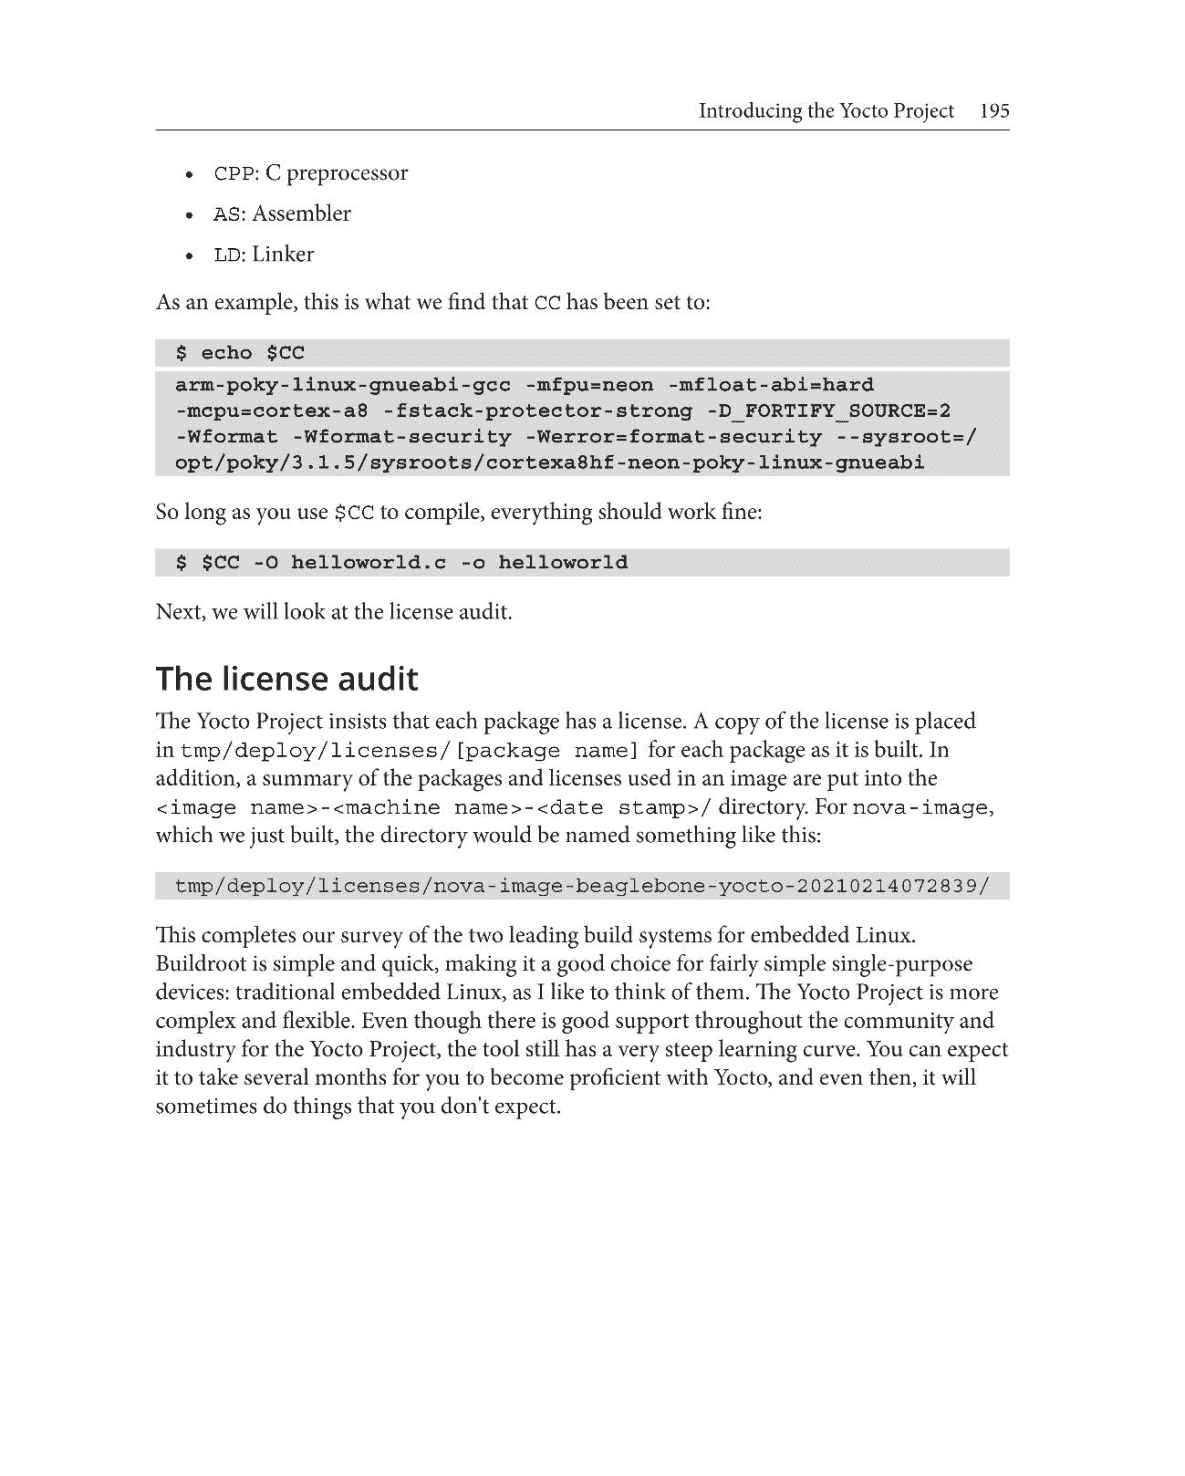 Introducing the Yocto Project 195
• CPP: C preprocessor
• AS: Assembler
• LD: Linker
As an example, this is what we find that CC has been set to:
$ echo $CC
arm-poky-linux-gnueabi-gcc -mfpu=neon -mfloat-abi=hard
-mcpu=cortex-a8 -fstack-protector-strong -D_FORTIFY_SOURCE=2
-Wformat -Wformat-security -Werror=format-security --sysroot=/
opt/poky/3.1.5/sysroots/cortexa8hf-neon-poky-linux-gnueabi
So long as you use $CC to compile, everything should work fine:
$ $CC -O helloworld.c -o helloworld
Next, we will look at the license audit.
The license audit
The Yocto Project insists that each package has a license. A copy of the license is placed
in tmp/deploy/licenses/[package name] for each package as it is built. In
addition, a summary of the packages and licenses used in an image are put into the
<image name>-<machine name>-<date stamp>/ directory. For nova-image,
which we just built, the directory would be named something like this:
tmp/deploy/licenses/nova-image-beaglebone-yocto-20210214072839/
This completes our survey of the two leading build systems for embedded Linux.
Buildroot is simple and quick, making it a good choice for fairly simple single-purpose
devices: traditional embedded Linux, as I like to think of them. The Yocto Project is more
complex and flexible. Even though there is good support throughout the community and
industry for the Yocto Project, the tool still has a very steep learning curve. You can expect
it to take several months for you to become proficient with Yocto, and even then, it will
sometimes do things that you don't expect.